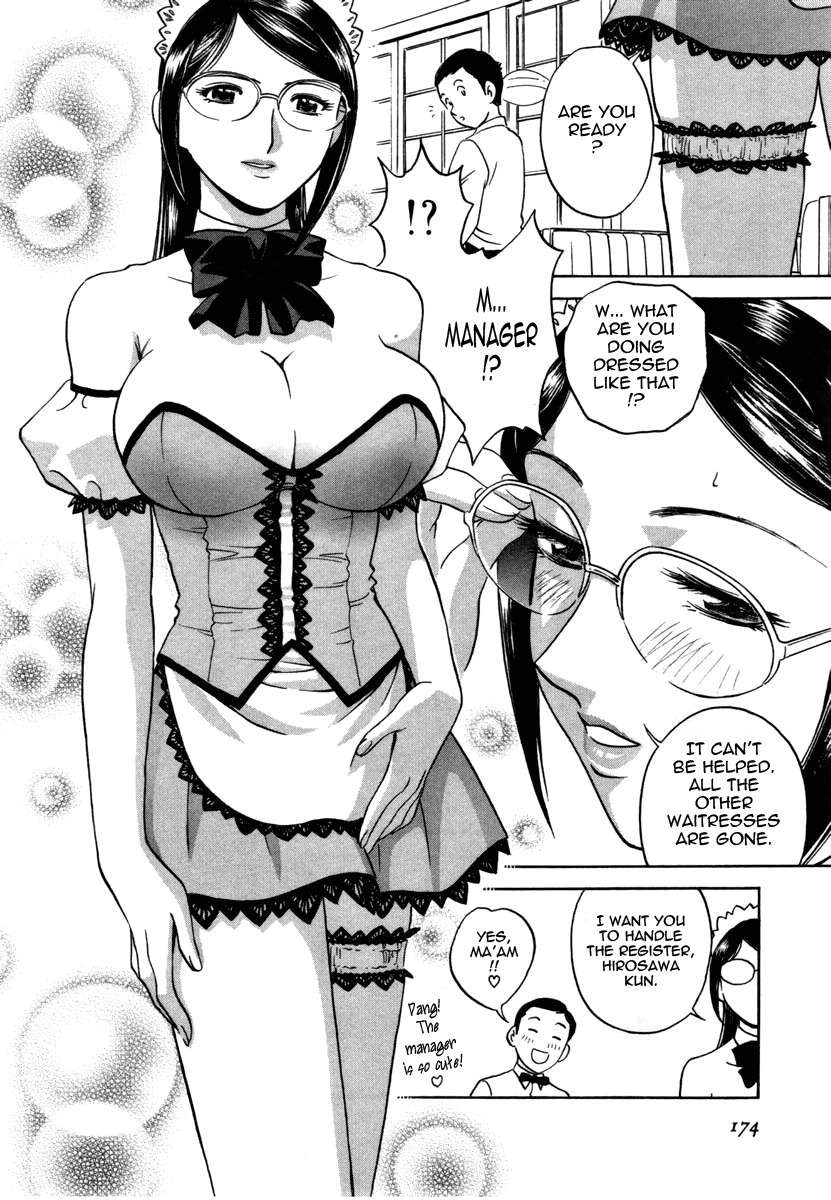 ARE YOU
READY
?
!?
M...
MANAGER
!?
W... WHAT
ARE YOU
DOING
DRESSED
LIKE THAT
!?
IT CAN'T
BE HELPED.
ALL THE
OTHER
WAITRESSES
ARE GONE.
I WANT YOU
TO HANDLE
THE REGISTER,
HIROSAWA
KUN.
YES,
MA'AM
!!
♡
Dang!
The
manager
is so cute!
♡
174